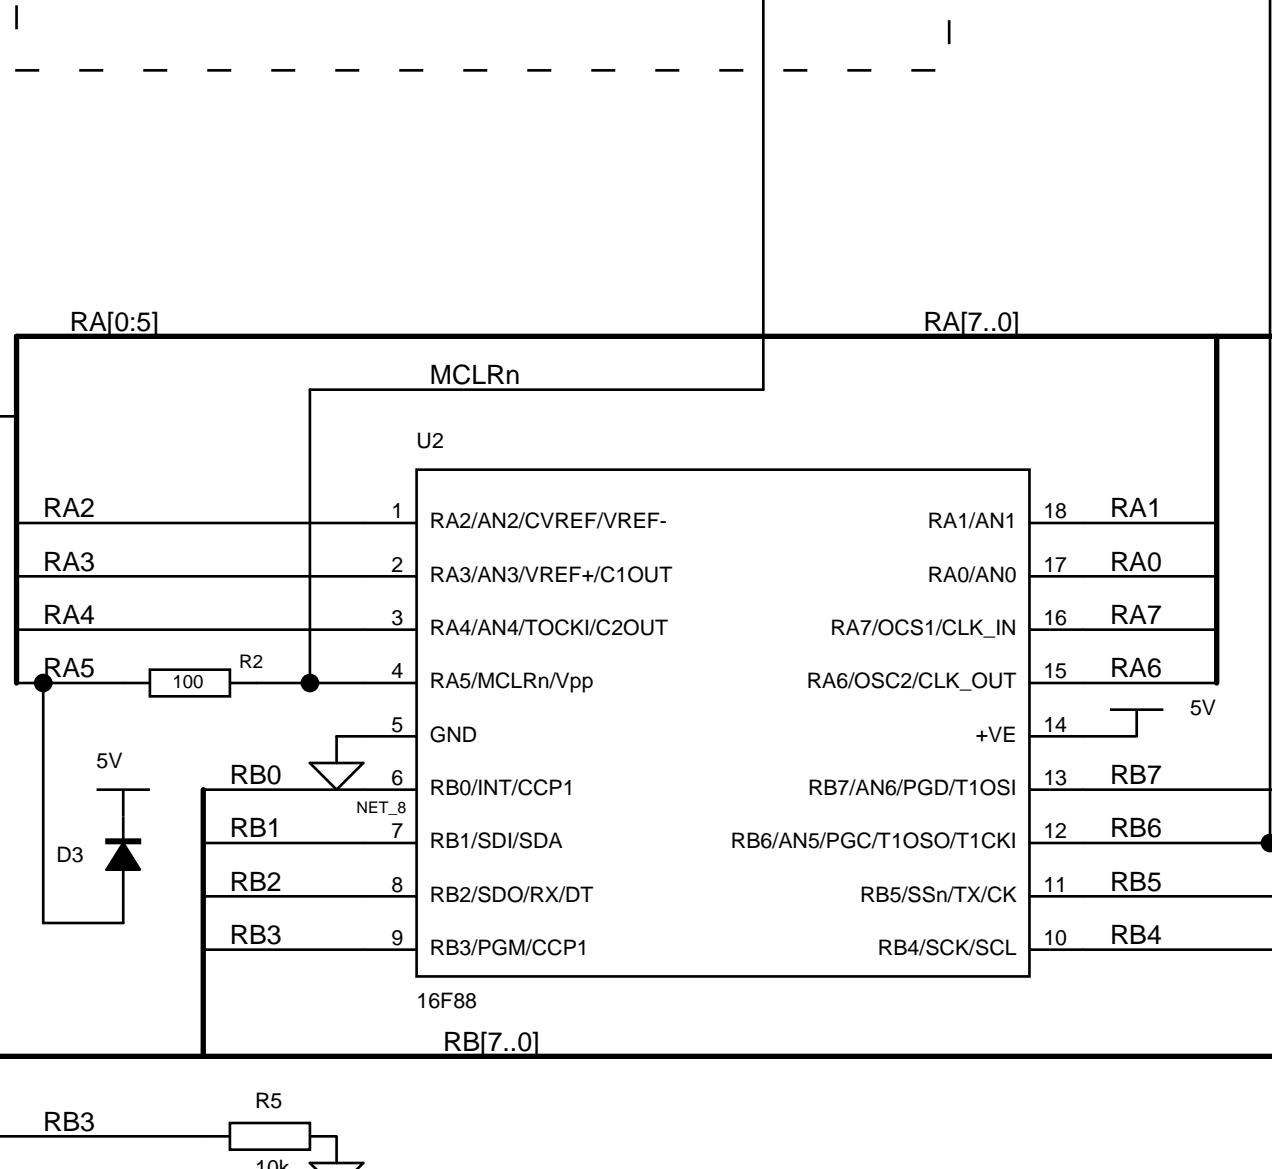 RA[0:5] RA[7..0]
MCLRn
U2
RA2 1 RA2/AN2/CVREF/VREF- RA1/AN1 18 RA1
RA3 2 RA3/AN3/VREF+/C1OUT RA0/AN0 17 RA0
RA4 3 RA4/AN4/TOCKI/C2OUT RA7/OCS1/CLK_IN 16 RA7
RA5 100 R2 4 RA5/MCLRn/Vpp RA6/OSC2/CLK_OUT 15 RA6
5 GND +VE 14 5V
5V
RB0 6 RB0/INT/CCP1 RB7/AN6/PGD/T1OSI 13 RB7
NET_8
RB1 7 RB1/SDI/SDA RB6/AN5/PGC/T1OSO/T1CKI 12 RB6
D3
RB2 8 RB2/SDO/RX/DT RB5/SSn/TX/CK 11 RB5
RB3 9 RB3/PGM/CCP1 RB4/SCK/SCL 10 RB4
16F88
RB[7..0]
R5
RB3
10k